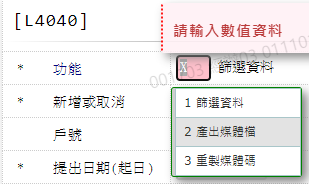 [L4040]
請輸入數值資料
* 功能 X 篩選資料
* 新增或取消
1 篩選資料
2 產出媒體檔
戶號
3 重製媒體碼
* 提出日期(起日)